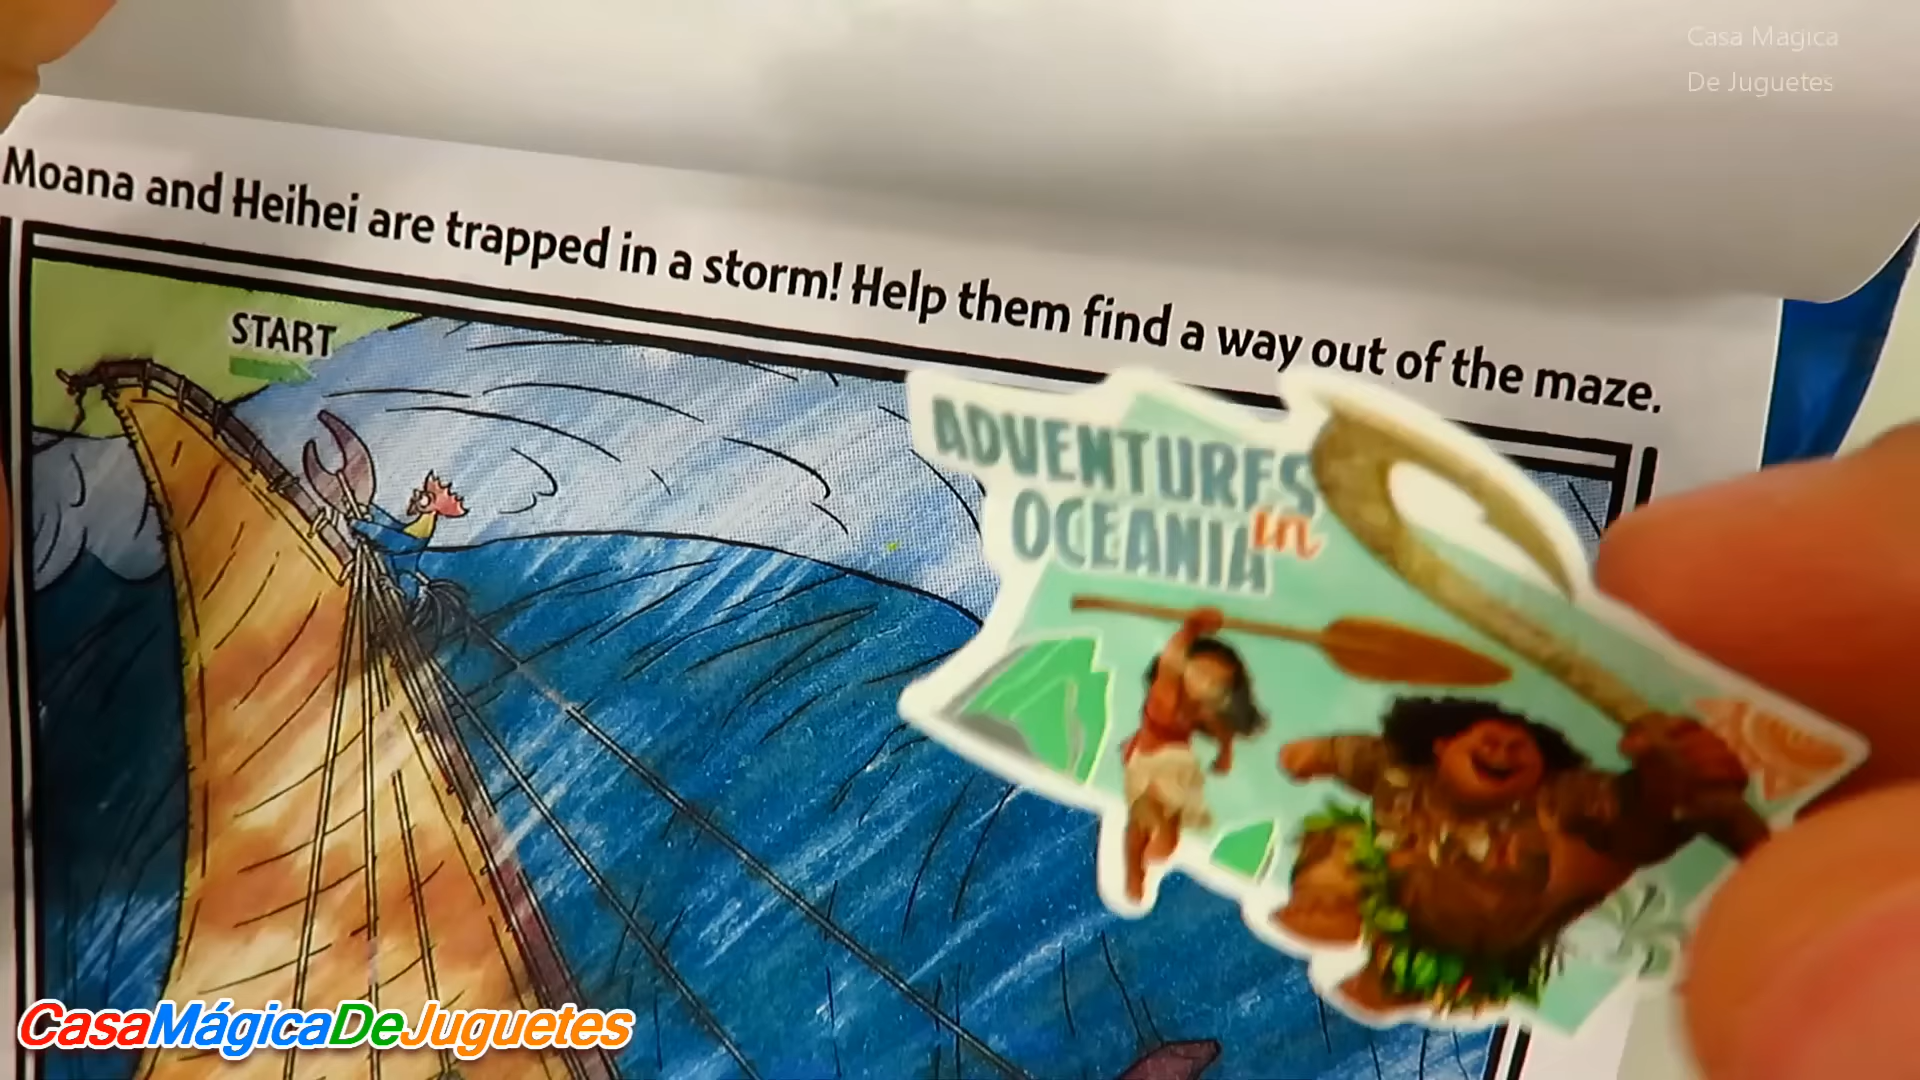 Casa Magica
De Juguetes
Moana and Heihei are trapped in a storm! Help them find a way out of the maze.
START
ADVENTURES
in
OCEANIA
CasaMágicaDeJuguetes